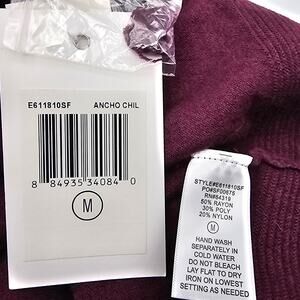 E611810SF ANCHO CHIL
8 84935 34084 0
M
STYLE#E611810SF
PO#SF00675
RN#64319
50% RAYON
30% POLY
20% NYLON
M
HAND WASH
SEPARATELY IN
COLD WATER
DO NOT BLEACH
LAY FLAT TO DRY
IRON ON LOWEST
SETTING AS NEEDED